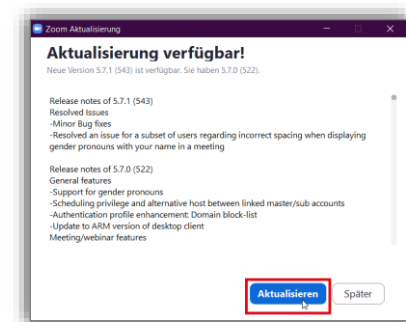 Zoom Aktualisierung
Aktualisierung verfügbar!
Neue Version 5.7.1 (543) ist verfügbar. Sie haben 5.7.0 (522).
Release notes of 5.7.1 (543)
Resolved Issues
-Minor Bug fixes
-Resolved an issue for a subset of users regarding incorrect spacing when displaying
gender pronouns with your name in a meeting
Release notes of 5.7.0 (522)
General features
-Support for gender pronouns
-Scheduling privilege and alternative host between linked master/sub accounts
-Authentication profile enhancement: Domain block-list
-Update to ARM version of desktop client
Meeting/webinar features
Aktualisieren Später